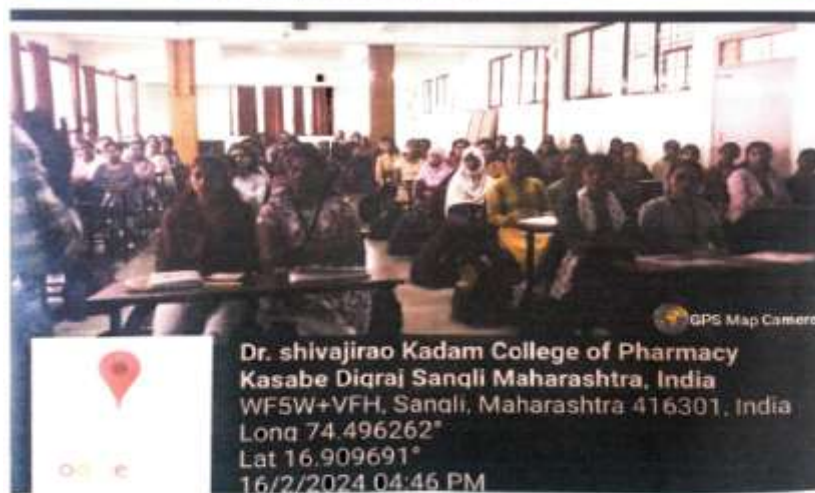 GPS Map Camera
Dr. shivajirao Kadam College of Pharmacy
Kasabe Digraj Sangli Maharashtra, India
WF5W+VFH, Sangli, Maharashtra 416301, India
Long 74.496262°
Lat 16.909691°
16/2/2024 04:46 PM